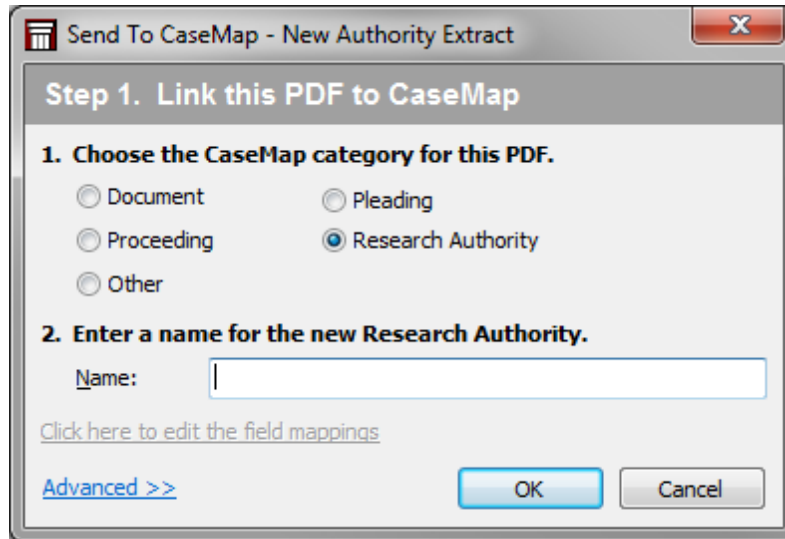 Send To CaseMap - New Authority Extract
Step 1. Link this PDF to CaseMap
1. Choose the CaseMap category for this PDF.
Document
Pleading
Proceeding
Research Authority
Other
2. Enter a name for the new Research Authority.
Name:
Click here to edit the field mappings
Advanced >>
OK
Cancel